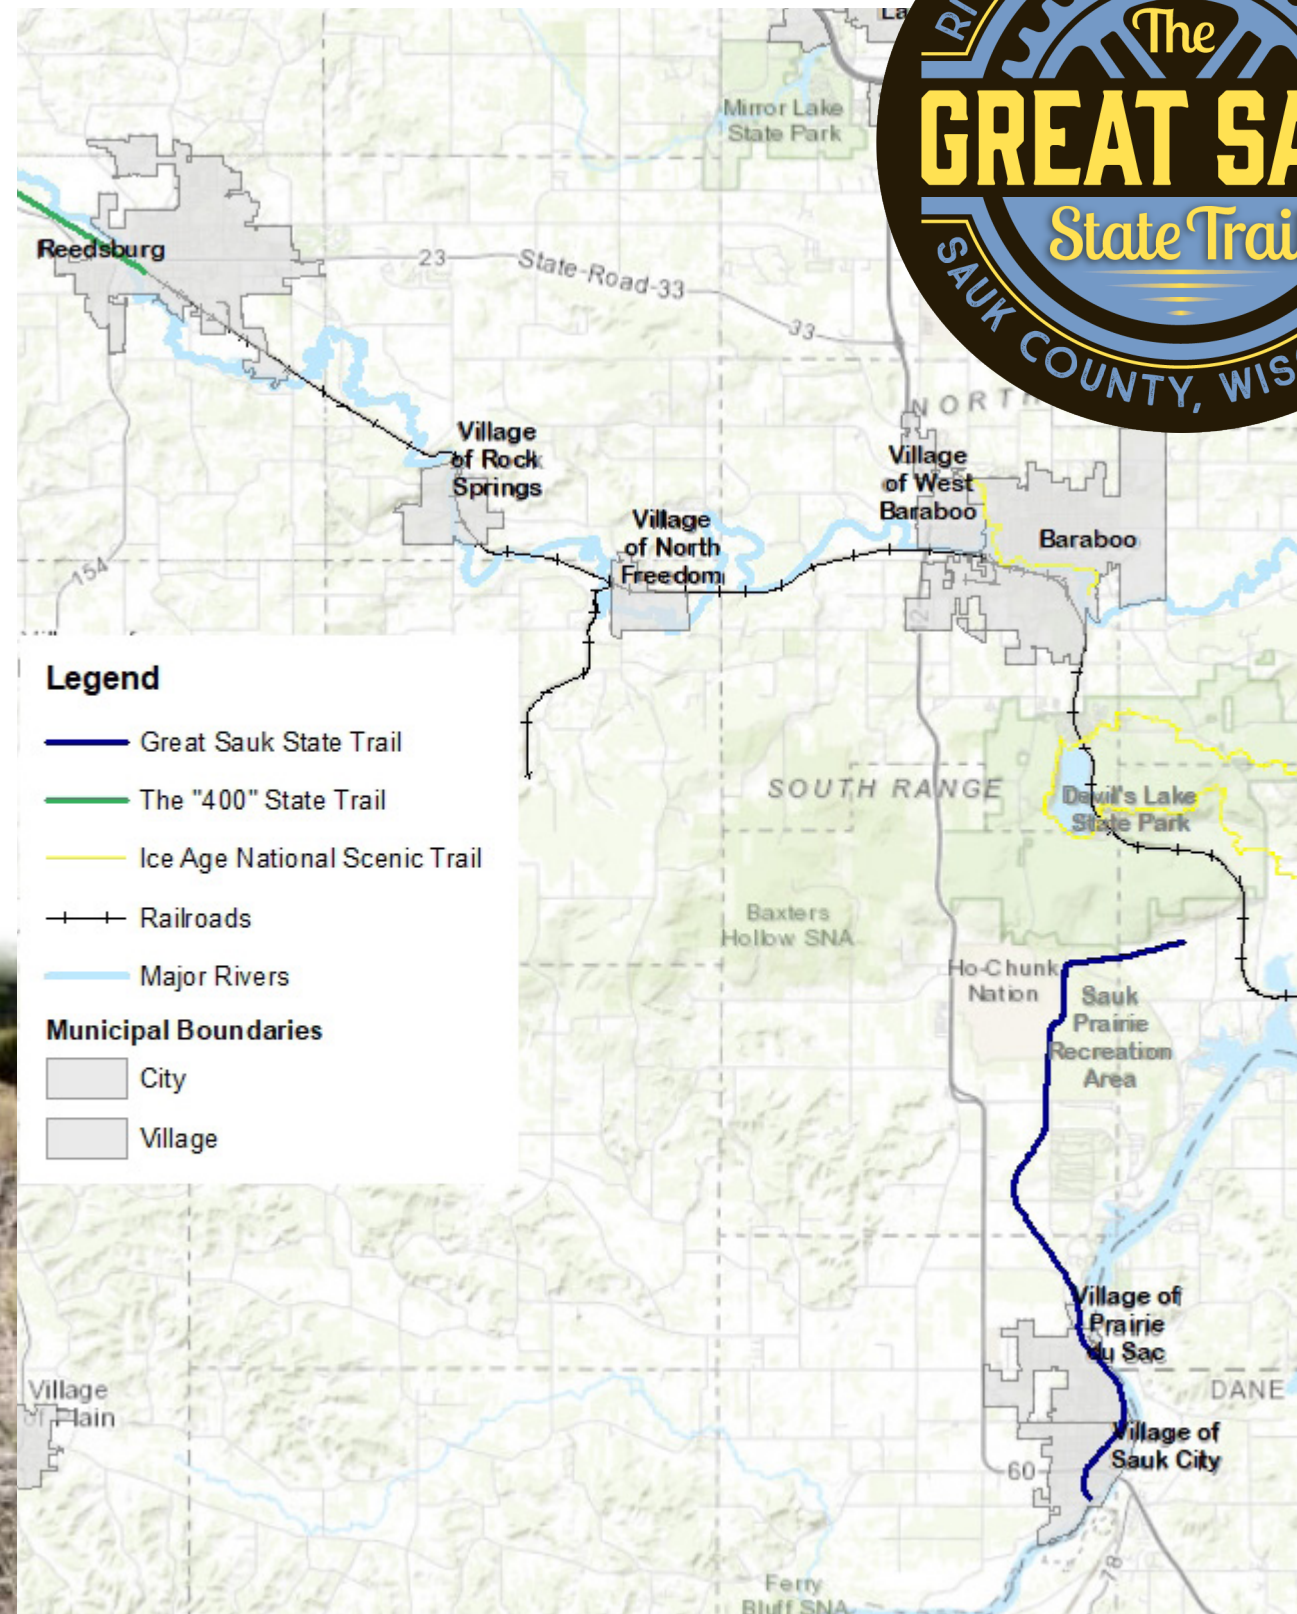 The
GREAT
State
SAUK COUNTY,
Mirror Lake
State Park
Reedsburg
23
State-Road-33
33
NORTH
Village
of Rock
Springs
Village
of West
Baraboo
Village
of North
Freedom
Baraboo
154
12
Legend
Great Sauk State Trail
The "400" State Trail
Ice Age National Scenic Trail
Railroads
Major Rivers
Municipal Boundaries
City
Village
SOUTH RANGE
Devil's Lake
State Park
Baxters
Hollow SNA
Ho-Chunk
Nation
Sauk
Prairie
Recreation
Area
Village of
Prairie
du Sac
DANE
Village
of Plain
Village of
Sauk City
60
78
Ferry
Bluff SNA